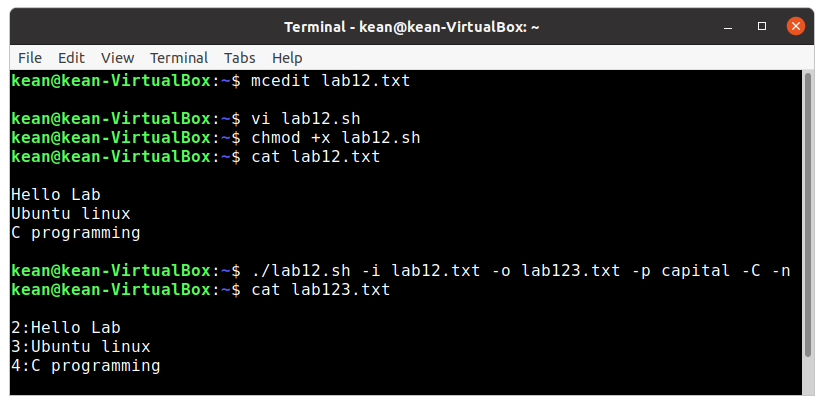 Terminal - kean@kean-VirtualBox: ~
File Edit View Terminal Tabs Help
kean@kean-VirtualBox:~$ mcedit lab12.txt
kean@kean-VirtualBox:~$ vi lab12.sh
kean@kean-VirtualBox:~$ chmod +x lab12.sh
kean@kean-VirtualBox:~$ cat lab12.txt
Hello Lab
Ubuntu linux
C programming
kean@kean-VirtualBox:~$ ./lab12.sh -i lab12.txt -o lab123.txt -p capital -C -n
kean@kean-VirtualBox:~$ cat lab123.txt
2:Hello Lab
3:Ubuntu linux
4:C programming